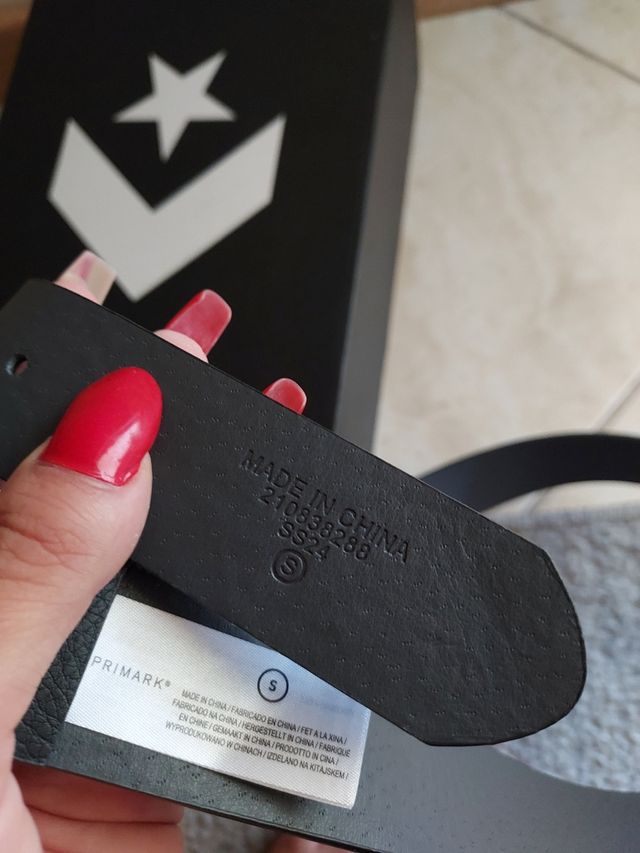 MADE IN CHINA
210838288
SS24
S
PRIMARK®
S
MADE IN CHINA / FABRICADO EN CHINA / FET A LA XINA /
FABRICADO NA CHINA / HERGESTELLT IN CHINA / FABRIQUÉ
EN CHINE / GEMAAKT IN CHINA / PRODOTTO IN CINA /
WYPRODUKOWANO W CHINACH / IZDELANO NA KITAJSKEM /